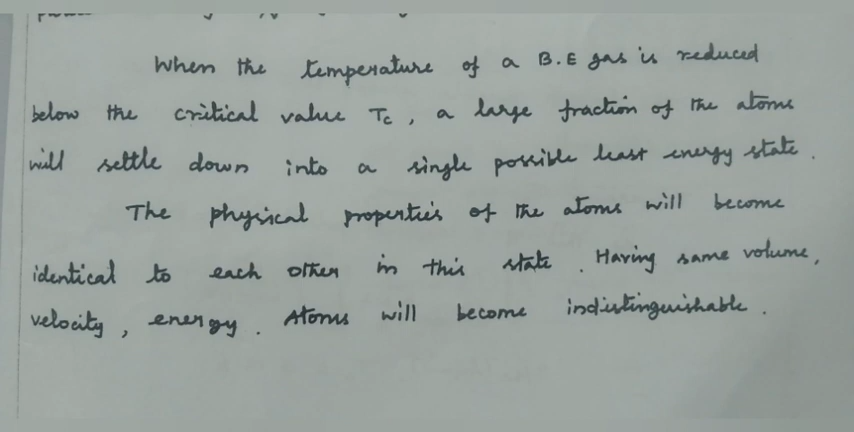 When the temperature of a B.E gas is reduced
below the critical value Tc, a large fraction of the atoms
will settle down into a single possible least energy state.
The physical properties of the atoms will become
identical to each other in this state. Having same volume,
velocity, energy. Atoms will become indistinguishable.